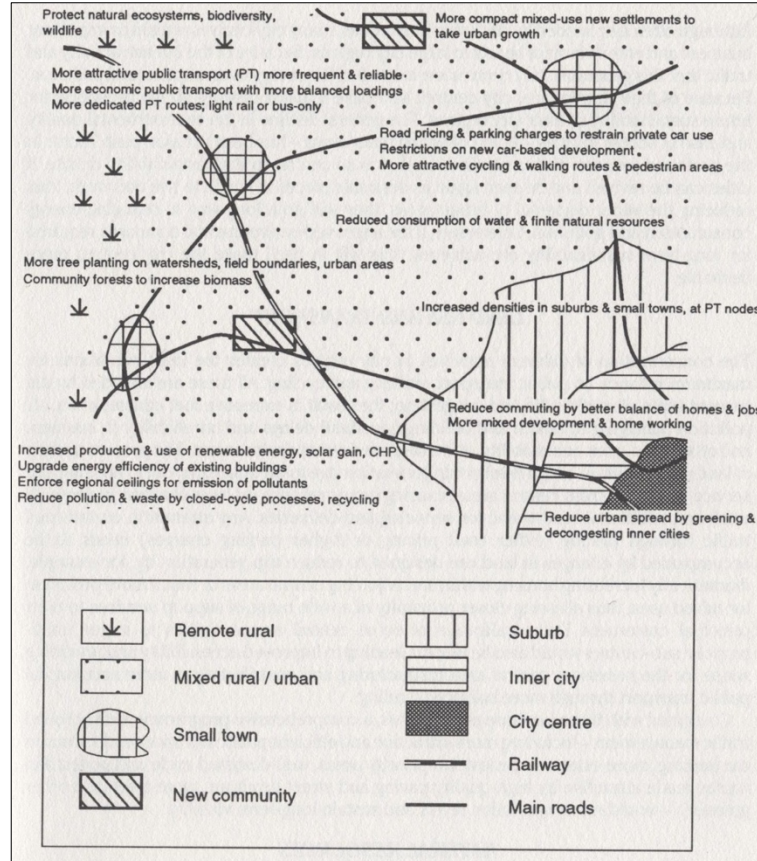 Protect natural ecosystems, biodiversity,
wildlife
More compact mixed-use new settlements to
take urban growth
More attractive public transport (PT) more frequent & reliable
More economic public transport with more balanced loadings
More dedicated PT routes; light rail or bus-only
Road pricing & parking charges to restrain private car use
Restrictions on new car-based development
More attractive cycling & walking routes & pedestrian areas
Reduced consumption of water & finite natural resources
More tree planting on watersheds, field boundaries, urban areas
Community forests to increase biomass
Increased densities in suburbs & small towns, at PT nodes
Reduce commuting by better balance of homes & jobs
More mixed development & home working
Increased production & use of renewable energy, solar gain, CHP
Upgrade energy efficiency of existing buildings
Enforce regional ceilings for emission of pollutants
Reduce pollution & waste by closed-cycle processes, recycling
Reduce urban spread by greening &
decongesting inner cities
Remote rural
Mixed rural / urban
Small town
New community
Suburb
Inner city
City centre
Railway
Main roads